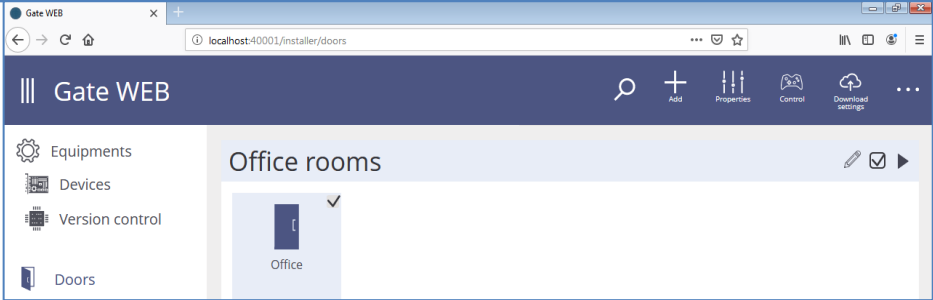 Gate WEB
localhost:40001/installer/doors
Gate WEB
Add
Properties
Control
Download
settings
Equipments
Devices
Version control
Doors
Office rooms
Office